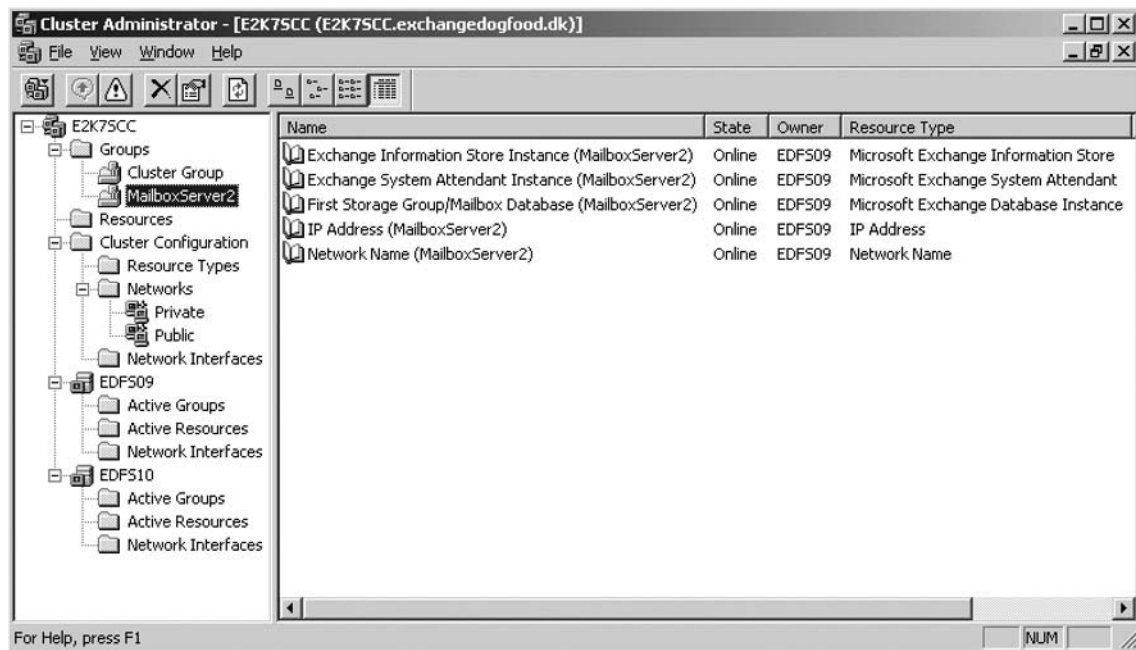 Cluster Administrator - [E2K7SCC (E2K7SCC.exchangedogfood.dk)]
File View Window Help
E2K7SCC
Groups
Cluster Group
MailboxServer2
Resources
Cluster Configuration
Resource Types
Networks
Private
Public
Network Interfaces
EDFS09
Active Groups
Active Resources
Network Interfaces
EDFS10
Active Groups
Active Resources
Network Interfaces
Name State Owner Resource Type
Exchange Information Store Instance (MailboxServer2) Online EDFS09 Microsoft Exchange Information Store
Exchange System Attendant Instance (MailboxServer2) Online EDFS09 Microsoft Exchange System Attendant
First Storage Group/Mailbox Database (MailboxServer2) Online EDFS09 Microsoft Exchange Database Instance
IP Address (MailboxServer2) Online EDFS09 IP Address
Network Name (MailboxServer2) Online EDFS09 Network Name
For Help, press F1
NUM